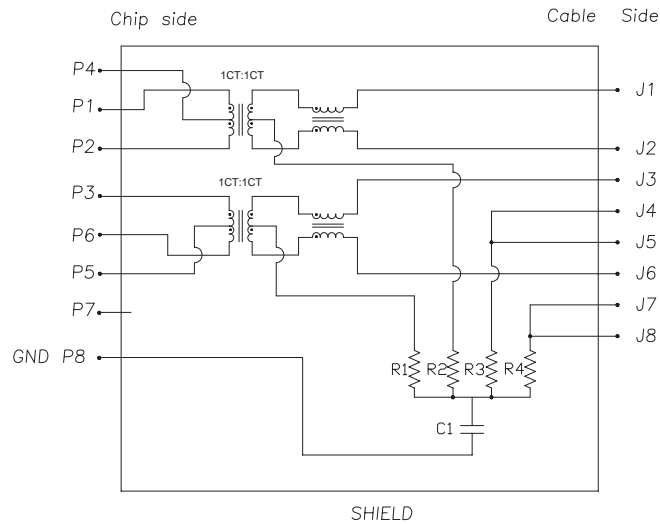 Chip side
Cable Side
P4
1CT:1CT
P1
J1
P2
J2
J3
P3
1CT:1CT
J4
P6
J5
P5
J6
P7
J7
J8
GND P8
R1
R2
R3
R4
C1
SHIELD